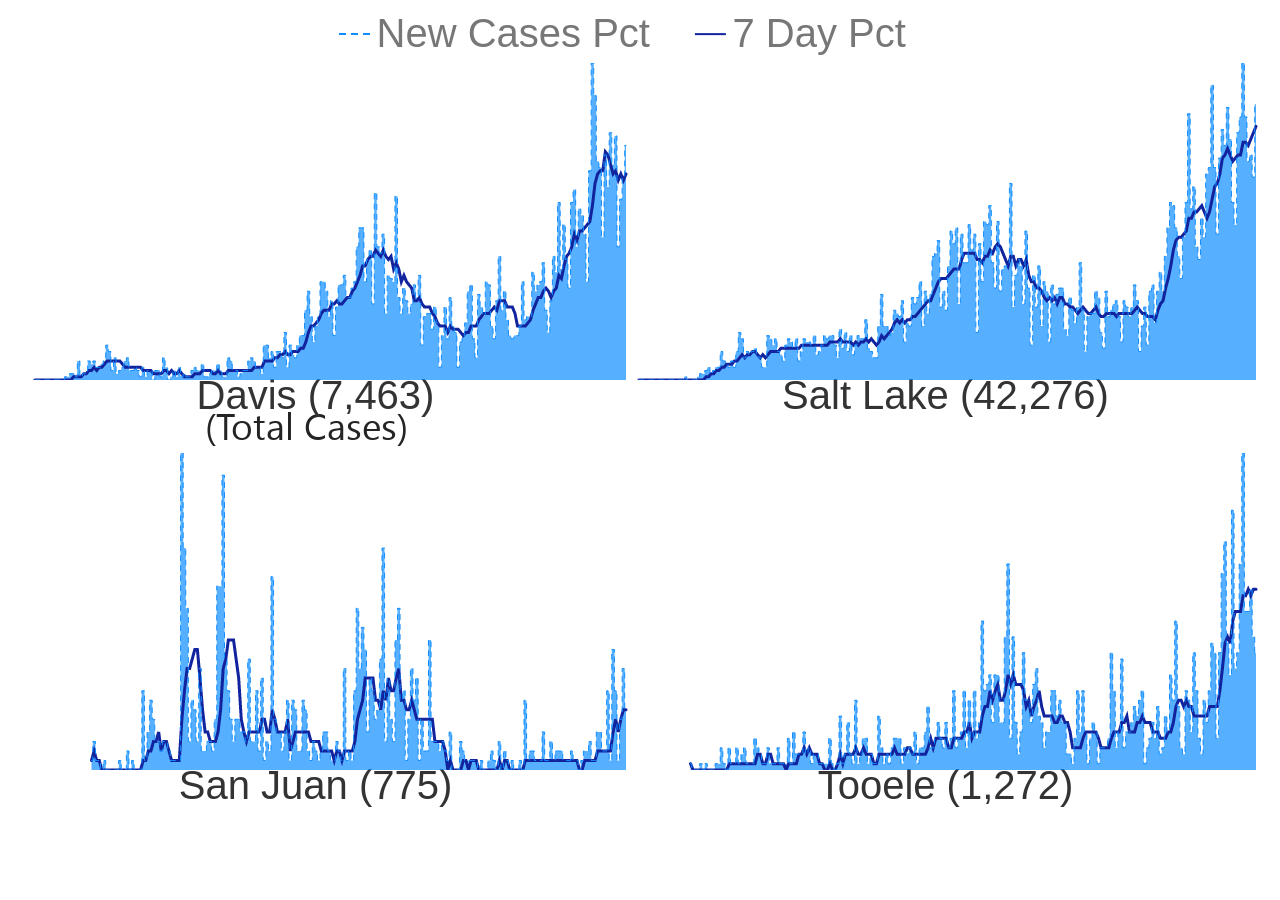 New Cases Pct 7 Day Pct
Davis (7,463) Salt Lake (42,276)
(Total Cases)
San Juan (775) Tooele (1,272)